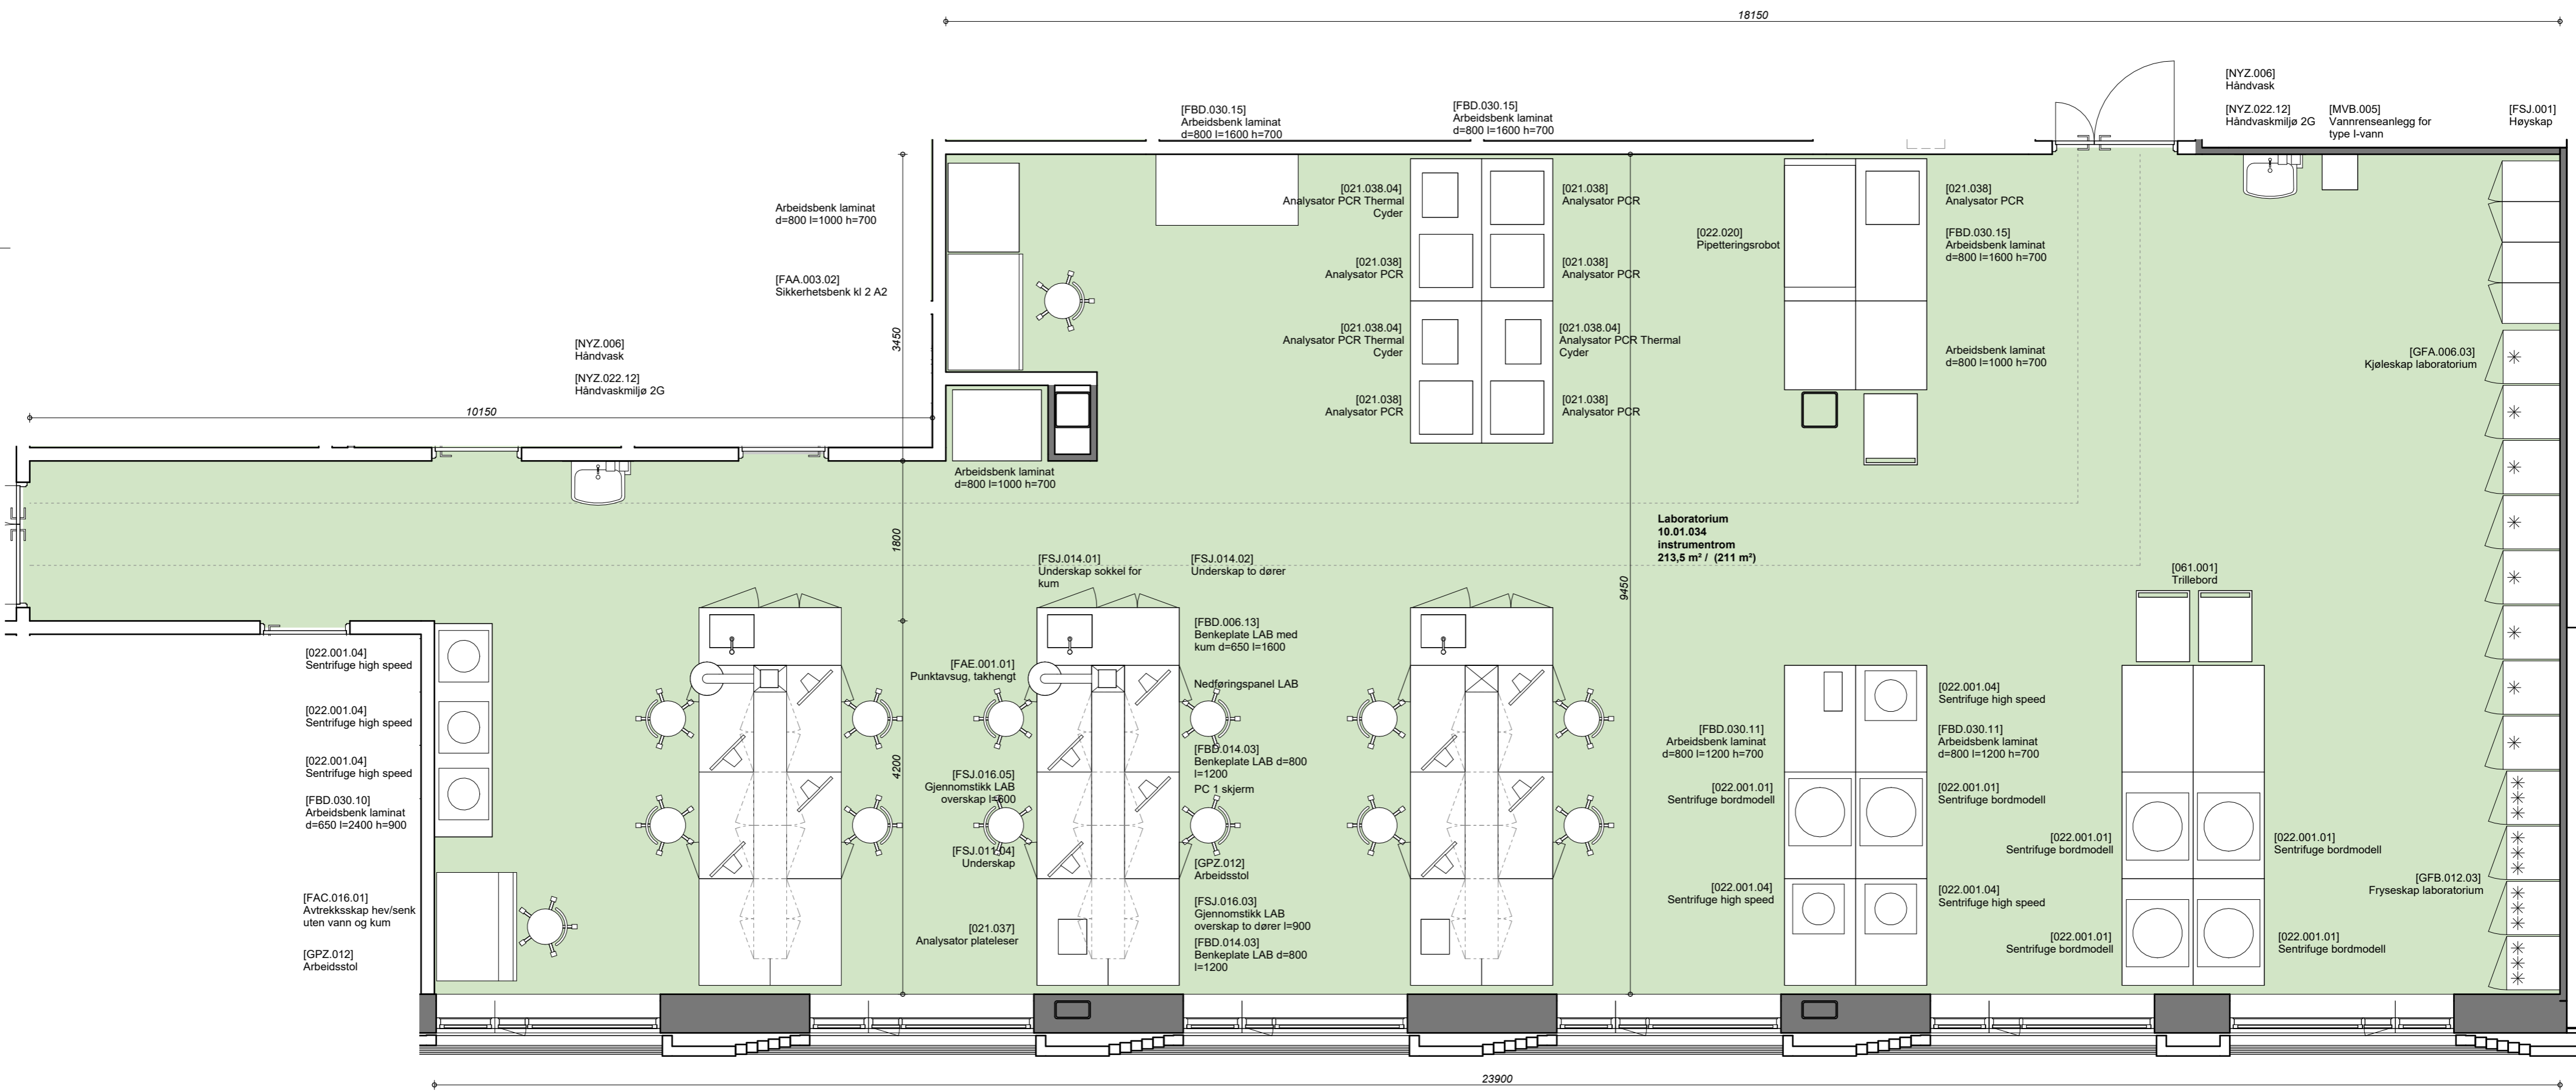 18150
[NYZ.006]
Håndvask
[NYZ.022.12]
Håndvaskmiljø 2G
[MVB.005]
Vannrenseanlegg for
type I-vann
[FSJ.001]
Høyskap
[FBD.030.15]
Arbeidsbenk laminat
d=800 l=1600 h=700
[FBD.030.15]
Arbeidsbenk laminat
d=800 l=1600 h=700
Arbeidsbenk laminat
d=800 l=1000 h=700
[FAA.003.02]
Sikkerhetsbenk kl 2 A2
3450
[021.038.04]
Analysator PCR Thermal
Cyder
[021.038]
Analysator PCR
[021.038]
Analysator PCR
[021.038]
Analysator PCR
[021.038.04]
Analysator PCR Thermal
Cyder
[021.038.04]
Analysator PCR Thermal
Cyder
[021.038]
Analysator PCR
[021.038]
Analysator PCR
[022.020]
Pipetteringsrobot
[021.038]
Analysator PCR
[FBD.030.15]
Arbeidsbenk laminat
d=800 l=1600 h=700
Arbeidsbenk laminat
d=800 l=1000 h=700
[GFA.006.03]
Kjøleskap laboratorium
[NYZ.006]
Håndvask
[NYZ.022.12]
Håndvaskmiljø 2G
10150
Arbeidsbenk laminat
d=800 l=1000 h=700
1800
Laboratorium
10.01.034
instrumentrom
213,5 m² / (211 m²)
9450
[FSJ.014.01]
Underskap sokkel for
kum
[FSJ.014.02]
Underskap to dører
[061.001]
Trillebord
[022.001.04]
Sentrifuge high speed
[022.001.04]
Sentrifuge high speed
[022.001.04]
Sentrifuge high speed
[FBD.030.10]
Arbeidsbenk laminat
d=650 l=2400 h=900
[FAC.016.01]
Avtrekksskap hev/senk
uten vann og kum
[GPZ.012]
Arbeidsstol
4200
[FAE.001.01]
Punktavsug, takhengt
[FSJ.016.05]
Gjennomstikk LAB
overskap l=600
[FSJ.011.04]
Underskap
[021.037]
Analysator plateleser
[FBD.006.13]
Benkeplate LAB med
kum d=650 l=1600
Nedføringspanel LAB
[FBD.014.03]
Benkeplate LAB d=800
l=1200
PC 1 skjerm
[GPZ.012]
Arbeidsstol
[FSJ.016.03]
Gjennomstikk LAB
overskap to dører l=900
[FBD.014.03]
Benkeplate LAB d=800
l=1200
[FBD.030.11]
Arbeidsbenk laminat
d=800 l=1200 h=700
[022.001.01]
Sentrifuge bordmodell
[022.001.04]
Sentrifuge high speed
[022.001.04]
Sentrifuge high speed
[FBD.030.11]
Arbeidsbenk laminat
d=800 l=1200 h=700
[022.001.01]
Sentrifuge bordmodell
[022.001.04]
Sentrifuge high speed
[022.001.01]
Sentrifuge bordmodell
[022.001.01]
Sentrifuge bordmodell
[022.001.01]
Sentrifuge bordmodell
[022.001.01]
Sentrifuge bordmodell
[GFB.012.03]
Fryseskap laboratorium
23900